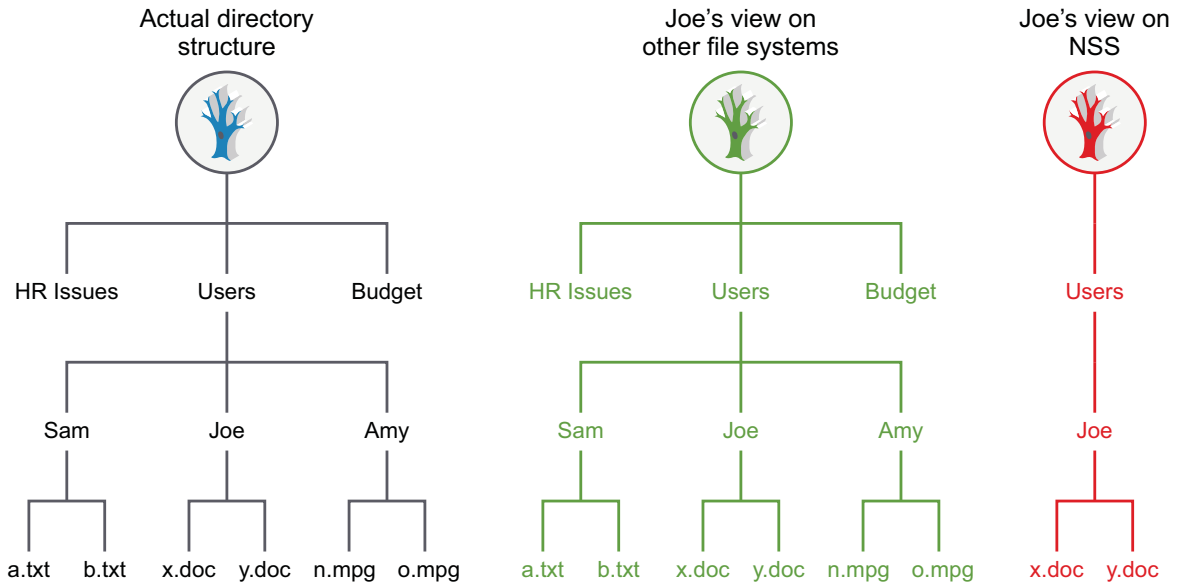 Actual directory
structure
Joe's view on
other file systems
Joe's view on
NSS
HR Issues
Users
Budget
HR Issues
Users
Budget
Users
Sam
Joe
Amy
Sam
Joe
Amy
Joe
a.txt
b.txt
x.doc
y.doc
n.mpg
o.mpg
a.txt
b.txt
x.doc
y.doc
n.mpg
o.mpg
x.doc
y.doc